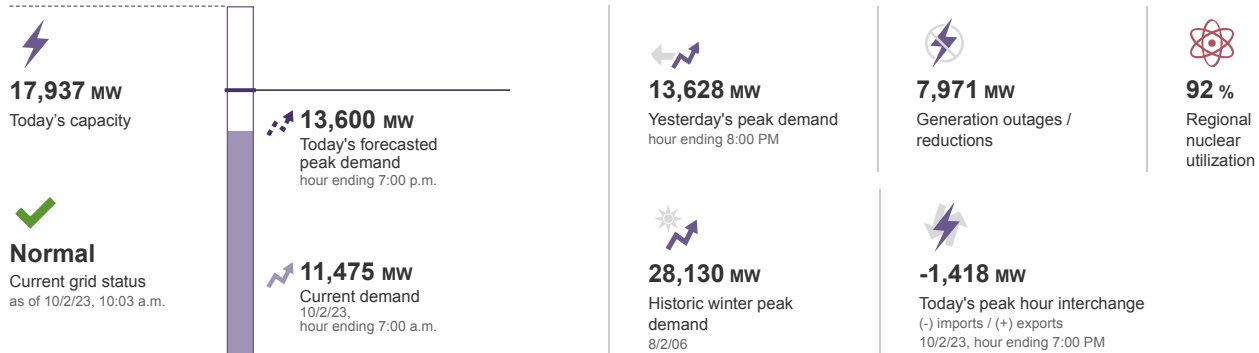 17,937 MW
Today's capacity
Normal
Current grid status
as of 10/2/23, 10:03 a.m.
13,600 MW
Today's forecasted
peak demand
hour ending 7:00 p.m.
11,475 MW
Current demand
10/2/23,
hour ending 7:00 a.m.
13,628 MW
Yesterday's peak demand
hour ending 8:00 PM
7,971 MW
Generation outages /
reductions
92 %
Regional
nuclear
utilization
28,130 MW
Historic winter peak
demand
8/2/06
-1,418 MW
Today's peak hour interchange
(-) imports / (+) exports
10/2/23, hour ending 7:00 PM